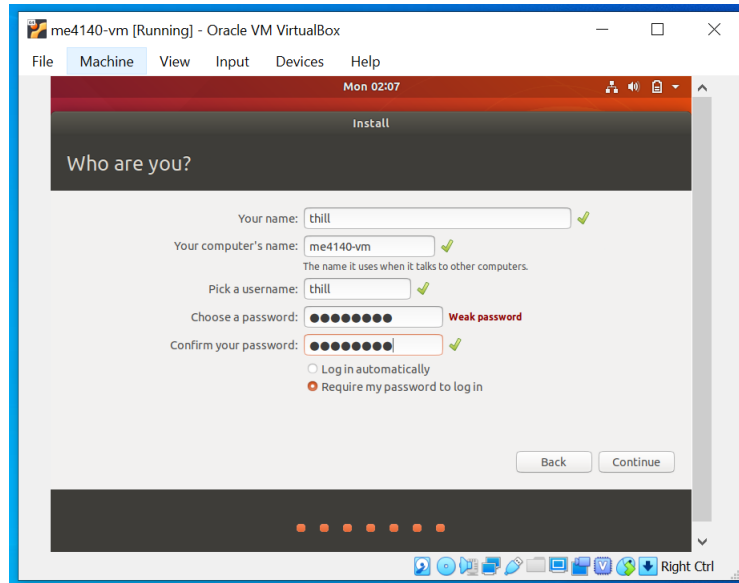 me4140-vm [Running] - Oracle VM VirtualBox
File Machine View Input Devices Help
Mon 02:07
Install
Who are you?
Your name: thill
Your computer's name: me4140-vm
The name it uses when it talks to other computers.
Pick a username: thill
Choose a password: ●●●●●●●● Weak password
Confirm your password: ●●●●●●●●
Log in automatically
Require my password to log in
Back Continue
Right Ctrl